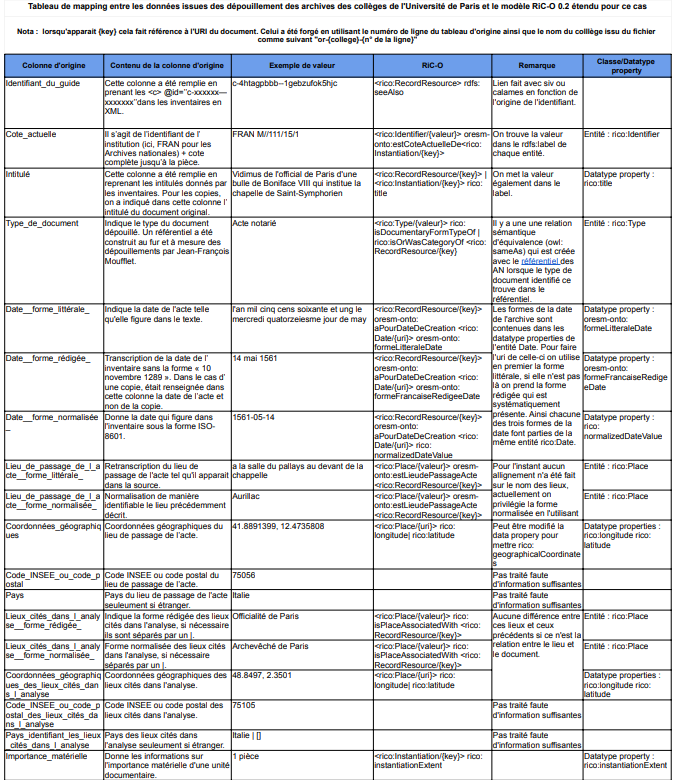 Tableau de mapping entre les données issues des dépouillement des archives des collèges de l'Université de Paris et le modèle RiC-O 0.2 étendu pour ce cas
Nota : lorsqu'apparait {key} cela fait référence à l'URI du document. Celui a été forgé en utilisant le numéro de ligne du tableau d'origine ainsi que le nom du colllège issu du fichier
comme suivant "or-{college}-{n° de la ligne}"
Colonne d'origine Contenu de la colonne d'origine Exemple de valeur RiC-O Remarque Classe/Datatype
property
Identifiant_du_guide
Cette colonne a été remplie en
prenant les <c> @id="c-xxxxxx—
xxxxxxx"dans les inventaires en
XML.
c-4htagpbbb--1gebzufok5hjc
<rico:RecordResource> rdfs:
seeAlso
Lien fait avec siv ou
calames en fonction de
l'origine de l'identifiant.
Cote_actuelle
Il s'agit de l'identifiant de l'
institution (ici, FRAN pour les
Archives nationales) + cote
complète jusqu'à la pièce.
FRAN M//111/15/1
<rico:Identifier/{valeur}> oresm-
onto:estCoteActuelleDe<rico:
Instantiation/{key}>
On trouve la valeur
dans le rdfs:label de
chaque entité.
Entité : rico:Identifier
Intitulé
Cette colonne a été remplie en
reprenant les intitulés donnés par
les inventaires. Pour les copies,
on a indiqué dans cette colonne l'
intitulé du document original.
Vidimus de l'official de Paris d'une
bulle de Boniface VIII qui institue la
chapelle de Saint-Symphorien
<rico:RecordResource/{key}> |
<rico:Instantiation/{key}> rico:
title
On met la valeur
également dans le
label.
Datatype property :
rico:title
Type_de_document
Indique le type du document
dépouillé. Un référentiel a été
construit au fur et à mesure des
dépouillements par Jean-François
Moufflet.
Acte notarié
<rico:Type/{valeur}> rico:
isDocumentaryFormTypeOf |
rico:isOrWasCategoryOf <rico:
RecordResource/{key}
Il y a une une relation
sémantique
d'équivalence (owl:
sameAs) qui est créée
avec le référentiel des
AN lorsque le type de
document identifié ce
trouve dans le
référentiel.
Entité : rico:Type
Date__forme_littérale_
Indique la date de l'acte telle
qu'elle figure dans le texte.
l'an mil cinq cens soixante et ung le
mercredi quatorzeiesme jour de may
<rico:RecordResource/{key}>
oresm-onto:
aPourDateDeCreation <rico:
Date/{uri}> oresm-onto:
formeLitteraleDate
Les formes de la date
de l'archive sont
contenues dans les
datatype properties de
l'entité Date. Pour faire
l'uri de celle-ci on utilise
en premier la forme
littérale, si elle n'est pas
là on prend la forme
rédigée qui est
systématiquement
présente. Ainsi chacune
des trois formes de la
date font parties de la
même entité rico:Date.
Datatype property :
oresm-onto:
formeLitteraleDate
Date__forme_rédigée_
Transcription de la date de l'
inventaire sans la forme « 10
novembre 1289 ». Dans le cas d'
une copie, était renseignée dans
cette colonne la date de l'acte et
non de la copie.
14 mai 1561
<rico:RecordResource/{key}>
oresm-onto:
aPourDateDeCreation <rico:
Date/{uri}> oresm-onto:
formeFrancaiseRedigeeDate
Datatype property :
oresm-onto:
formeFrancaiseRedige
eDate
Date__forme_normalisée
_
Donne la date qui figure dans
l'inventaire sous la forme ISO-
8601.
1561-05-14
<rico:RecordResource/{key}>
oresm-onto:
aPourDateDeCreation <rico:
Date/{uri}> rico:
normalizedDateValue
Datatype property :
rico:
normalizedDateValue
Lieu_de_passage_de_l_a
cte__forme_littérale_
Retranscription du lieu de
passage de l'acte tel qu'il apparait
dans la source.
a la salle du pallays au devant de la
chappelle
<rico:Place/{valeur}> oresm-
onto:estLieudePassageActe
<rico:RecordResource/{key}>
Pour l'instant aucun
allignement n'a été fait
sur le nom des lieux,
actuellement on
privilégie la forme
normalisée en l'utilisant
Entité : rico:Place
Lieu_de_passage_de_l_a
cte__forme_normalisée_
Normalisation de manière
identifiable le lieu précédemment
décrit.
Aurillac
<rico:Place/{valeur}> oresm-
onto:estLieudePassageActe
<rico:RecordResource/{key}>
Entité : rico:Place
Coordonnées_géographiq
ues
Coordonnées géographiques du
lieu de passage de l'acte.
41.8891399, 12.4735808
<rico:Place/{uri}> rico:
longitude| rico:latitude
Peut être modifié la
data propery pour
mettre rico:
geographicalCoordinate
s
Datatype properties :
rico:longitude rico:
latitude
Code_INSEE_ou_code_p
ostal
Code INSEE ou code postal du
lieu de passage de l'acte.
75056
Pas traité faute
d'information suffisantes
Pays
Pays du lieu de passage de l'acte
seuleument si étranger.
Italie
Pas traité faute
d'information suffisantes
Lieux_cités_dans_l_analy
se__forme_rédigée_
Indique la forme rédigée des lieux
cités dans l'analyse, si nécessaire
ils sont séparés par un |.
Officialité de Paris
<rico:Place/{valeur}> rico:
isPlaceAssociatedWith <rico:
RecordResource/{key}>
Aucune différence entre
ces lieux et ceux
précédents si ce n'est la
relation entre le lieu et
le document.
Entité : rico:Place
Lieux_cités_dans_l_analy
se__forme_normalisée_
Forme normalisée des lieux cités
dans l'analyse, si nécessaire
séparés par un |.
Archevêché de Paris
<rico:Place/{valeur}> rico:
isPlaceAssociatedWith <rico:
RecordResource/{key}>
Entité : rico:Place
Coordonnées_géographiq
ues_des_lieux_cités_dan
s_l_analyse
Coordonnées géographiques des
lieux cités dans l'analyse.
48.8497, 2.3501
<rico:Place/{uri}> rico:
longitude| rico:latitude
Datatype properties :
rico:longitude rico:
latitude
Code_INSEE_ou_code_p
ostal_des_lieux_cités_dan
s_l_analyse
Code INSEE ou code postal des
lieux cités dans l'analyse.
75105
Pas traité faute
d'information suffisantes
Pays_identifiant_les_lieux
_cités_dans_l_analyse
Pays des lieux cités dans
l'analyse seuleument si étranger.
Italie | []
Pas traité faute
d'information suffisantes
Importance_matérielle
Donne les informations sur
l'importance matérielle d'une unité
documentaire.
1 pièce
<rico:Instantiation/{key}> rico:
instantiationExtent
Datatype property :
rico:instantiationExtent